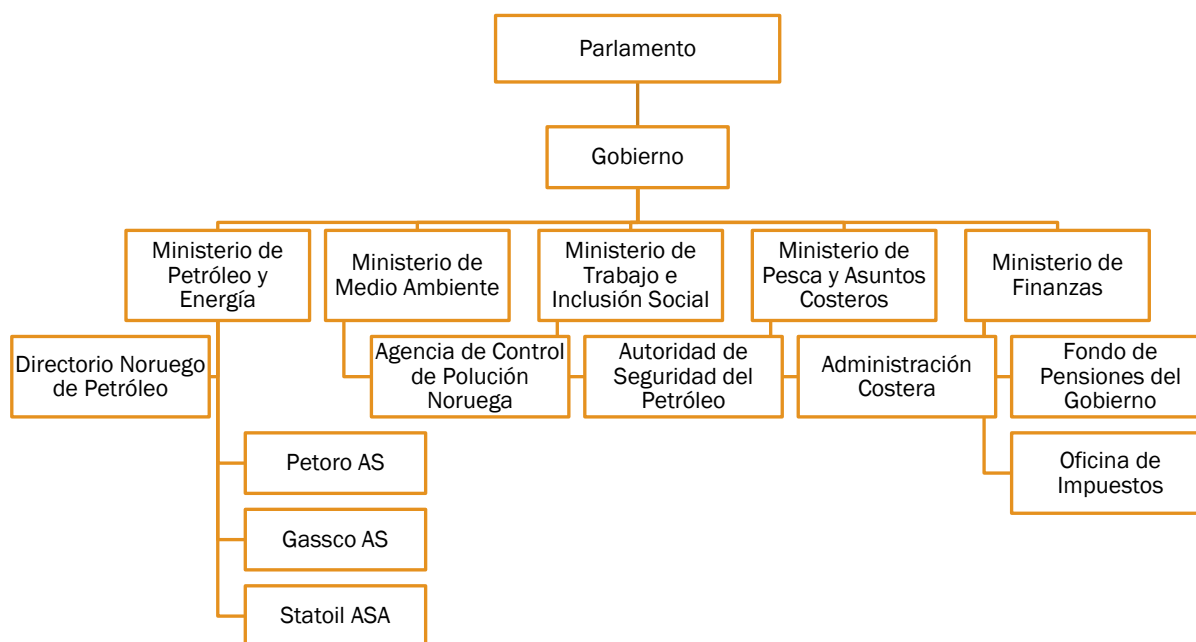 Parlamento
Gobierno
Ministerio de
Petróleo y
Energía
Ministerio de
Medio Ambiente
Ministerio de
Trabajo e
Inclusión Social
Ministerio de
Pesca y Asuntos
Costeros
Ministerio de
Finanzas
Directorio Noruego
de Petróleo
Agencia de Control
de Polución
Noruega
Autoridad de
Seguridad del
Petróleo
Administración
Costera
Fondo de
Pensiones del
Gobierno
Petoro AS
Oficina de
Impuestos
Gassco AS
Statoil ASA